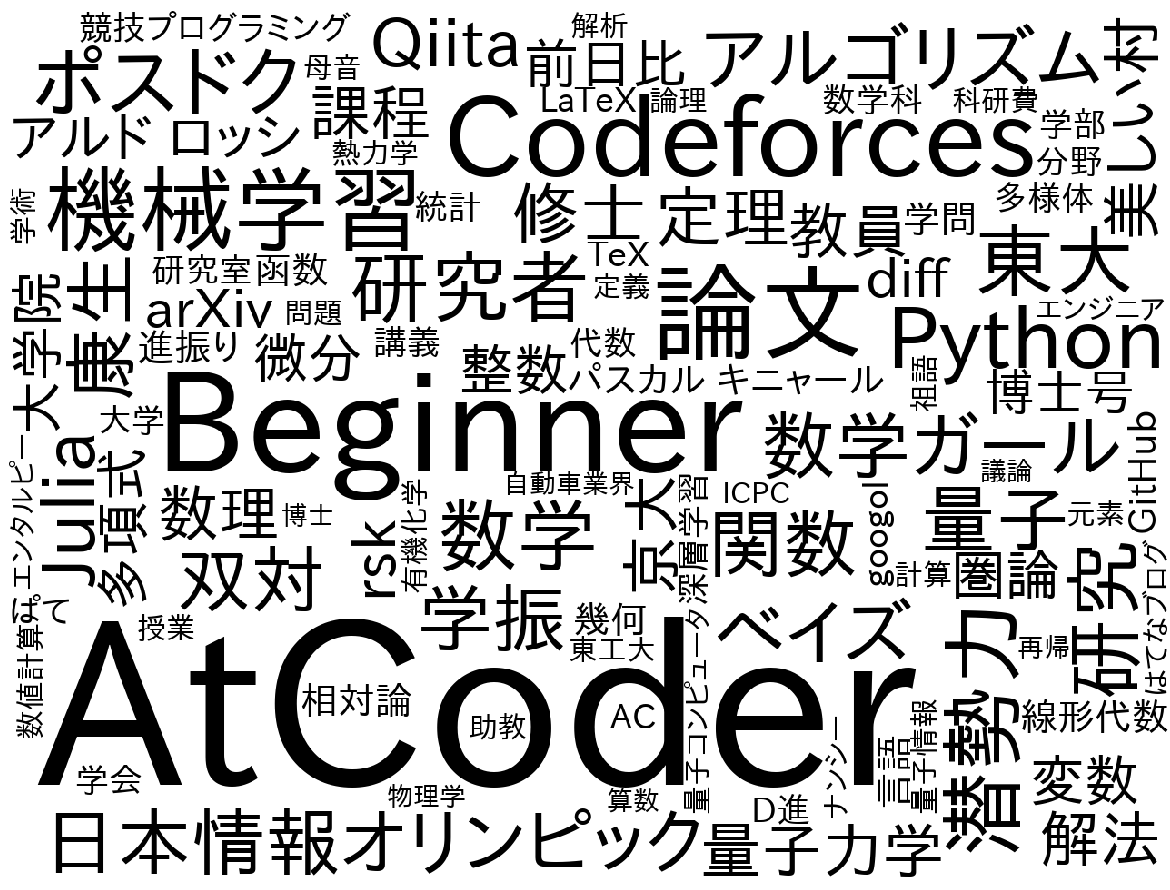 競技プログラミング
Qiita
解析
ポスドク
母音
前日比
アルゴリズム
美しい村
課程
LaTeX
論理
数学科
科研費
アルド ロッシ
Codeforces
学部
熱力学
分野
機械学習
統計
修士
定理
教員
学問
多様体
学術
東大
研究室
函数
研究者
TeX
定義
論文
diff
大学院
康生
arXiv
問題
Python
エンジニア
進振り
微分
講義
整数
代数
パスカル キニャール
祖語
博士号
Beginner
大学
数学ガール
GitHub
Julia
多項式
エンタルピー
議論
数理
博士
rsk
有機化学
数学
自動車業界
京大
深層学習
ICPC
関数
googol
量子
元素
双対
計算
圏論
巻
研究
はてなブログ
学振
幾何
東工大
ベイズ
潜勢力
再帰
AtCoder
授業
数値計算
相対論
助教
AC
量子コンピュータ
ナンシー
言語
量子情報
線形代数
学会
物理学
算数
D進
変数
日本情報オリンピック
量子力学
解法